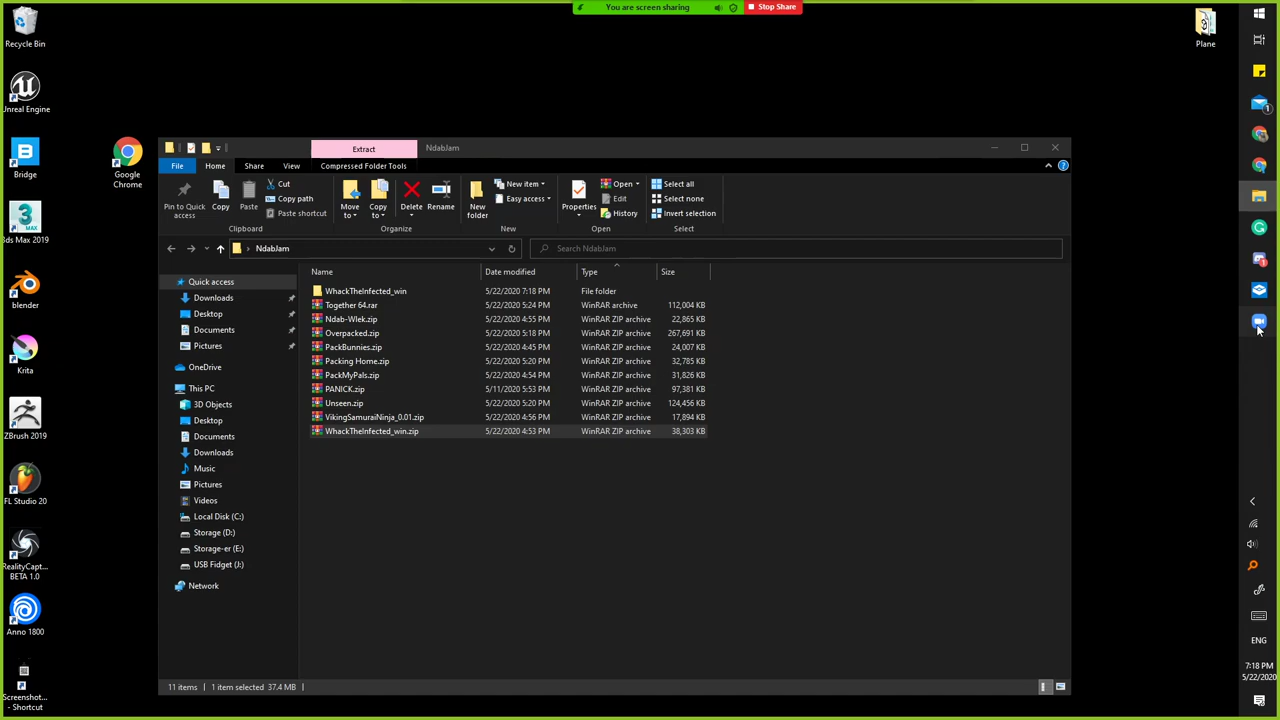 You are screen sharing
Stop Share
Recycle Bin
Plane
Unreal Engine
Bridge
Google
Chrome
3ds Max 2019
blender
Krita
ZBrush 2019
FL Studio 20
RealityCapt...
BETA 1.0
Anno 1800
Screenshot...
- Shortcut
Extract
NdabJam
File
Home
Share
View
Compressed Folder Tools
Pin to Quick
access
Copy
Paste
Cut
Copy path
Paste shortcut
Clipboard
Move
to
Copy
to
Delete
Rename
Organize
New
folder
New item
Easy access
New
Properties
Open
Edit
History
Open
Select all
Select none
Invert selection
Select
NdabJam
Search NdabJam
Quick access
Downloads
Desktop
Documents
Pictures
OneDrive
This PC
3D Objects
Desktop
Documents
Downloads
Music
Pictures
Videos
Local Disk (C:)
Storage (D:)
Storage-er (E:)
USB Fidget (J:)
Network
Name Date modified Type Size
WhackTheInfected_win 5/22/2020 7:18 PM File folder
Together 64.rar 5/22/2020 5:24 PM WinRAR archive 112,004 KB
Ndab-Wlek.zip 5/22/2020 4:55 PM WinRAR ZIP archive 22,865 KB
Overpacked.zip 5/22/2020 5:18 PM WinRAR ZIP archive 267,691 KB
PackBunnies.zip 5/22/2020 4:45 PM WinRAR ZIP archive 24,007 KB
Packing Home.zip 5/22/2020 5:15 PM WinRAR ZIP archive 32,785 KB
PackMyPals.zip 5/22/2020 4:54 PM WinRAR ZIP archive 31,826 KB
PANICK.zip 5/11/2020 5:53 PM WinRAR ZIP archive 97,381 KB
Unseen.zip 5/22/2020 5:20 PM WinRAR ZIP archive 124,456 KB
VikingSamuraiNinja_0.01.zip 5/22/2020 4:56 PM WinRAR ZIP archive 17,894 KB
WhackTheInfected_win.zip 5/22/2020 4:53 PM WinRAR ZIP archive 38,303 KB
11 items
1 item selected 37.4 MB
1
ENG
7:18 PM
5/22/2020